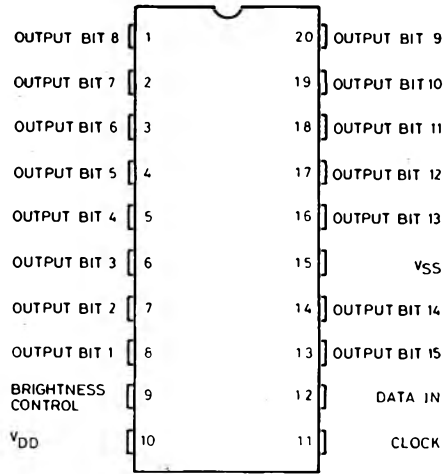 OUTPUT BIT 8 1 20 OUTPUT BIT 9
OUTPUT BIT 7 2 19 OUTPUT BIT 10
OUTPUT BIT 6 3 18 OUTPUT BIT 11
OUTPUT BIT 5 4 17 OUTPUT BIT 12
OUTPUT BIT 4 5 16 OUTPUT BIT 13
OUTPUT BIT 3 6 15 VSS
OUTPUT BIT 2 7 14 OUTPUT BIT 14
OUTPUT BIT 1 8 13 OUTPUT BIT 15
BRIGHTNESS
CONTROL 9 12 DATA IN
VDD 10 11 CLOCK